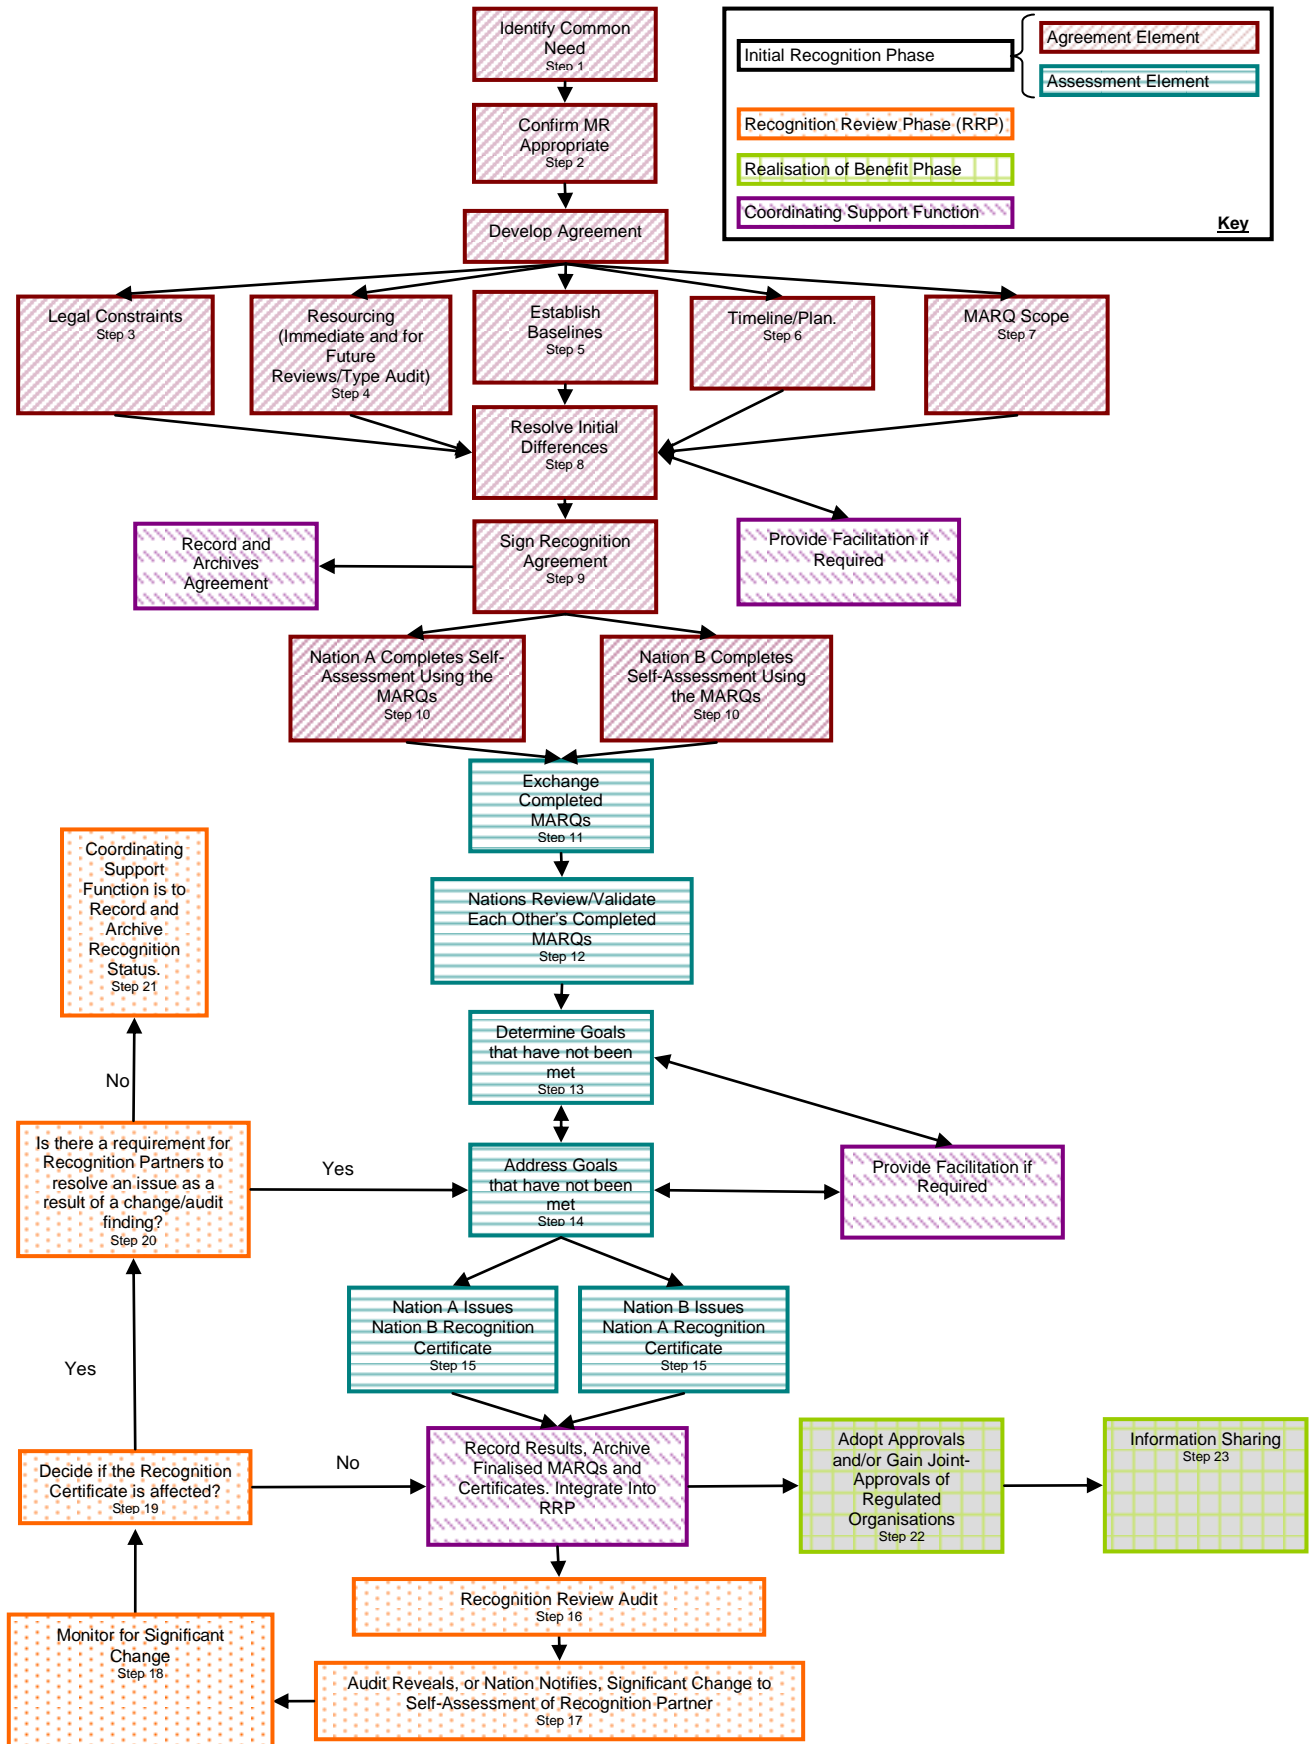 Identify Common
Need
Step 1
Initial Recognition Phase
Agreement Element
Assessment Element
Recognition Review Phase (RRP)
Realisation of Benefit Phase
Coordinating Support Function
Key
Confirm MR
Appropriate
Step 2
Develop Agreement
Legal Constraints
Step 3
Resourcing
(Immediate and for
Future
Reviews/Type Audit)
Step 4
Establish
Baselines
Step 5
Timeline/Plan.
Step 6
MARQ Scope
Step 7
Resolve Initial
Differences
Step 8
Record and
Archives
Agreement
Sign Recognition
Agreement
Step 9
Provide Facilitation if
Required
Nation A Completes Self-
Assessment Using the
MARQs
Step 10
Nation B Completes
Self-Assessment Using
the MARQs
Step 10
Exchange
Completed
MARQs
Step 11
Coordinating
Support
Function is to
Record and
Archive
Recognition
Status.
Step 21
Nations Review/Validate
Each Other's Completed
MARQs
Step 12
Determine Goals
that have not been
met
Step 13
No
Is there a requirement for
Recognition Partners to
resolve an issue as a
result of a change/audit
finding?
Step 20
Yes
Address Goals
that have not been
met
Step 14
Provide Facilitation if
Required
Nation A Issues
Nation B Recognition
Certificate
Step 15
Nation B Issues
Nation A Recognition
Certificate
Step 15
Yes
Decide if the Recognition
Certificate is affected?
Step 19
No
Record Results, Archive
Finalised MARQs and
Certificates. Integrate Into
RRP
Adopt Approvals
and/or Gain Joint-
Approvals of
Regulated
Organisations
Step 22
Information Sharing
Step 23
Recognition Review Audit
Step 16
Monitor for Significant
Change
Step 18
Audit Reveals, or Nation Notifies, Significant Change to
Self-Assessment of Recognition Partner
Step 17